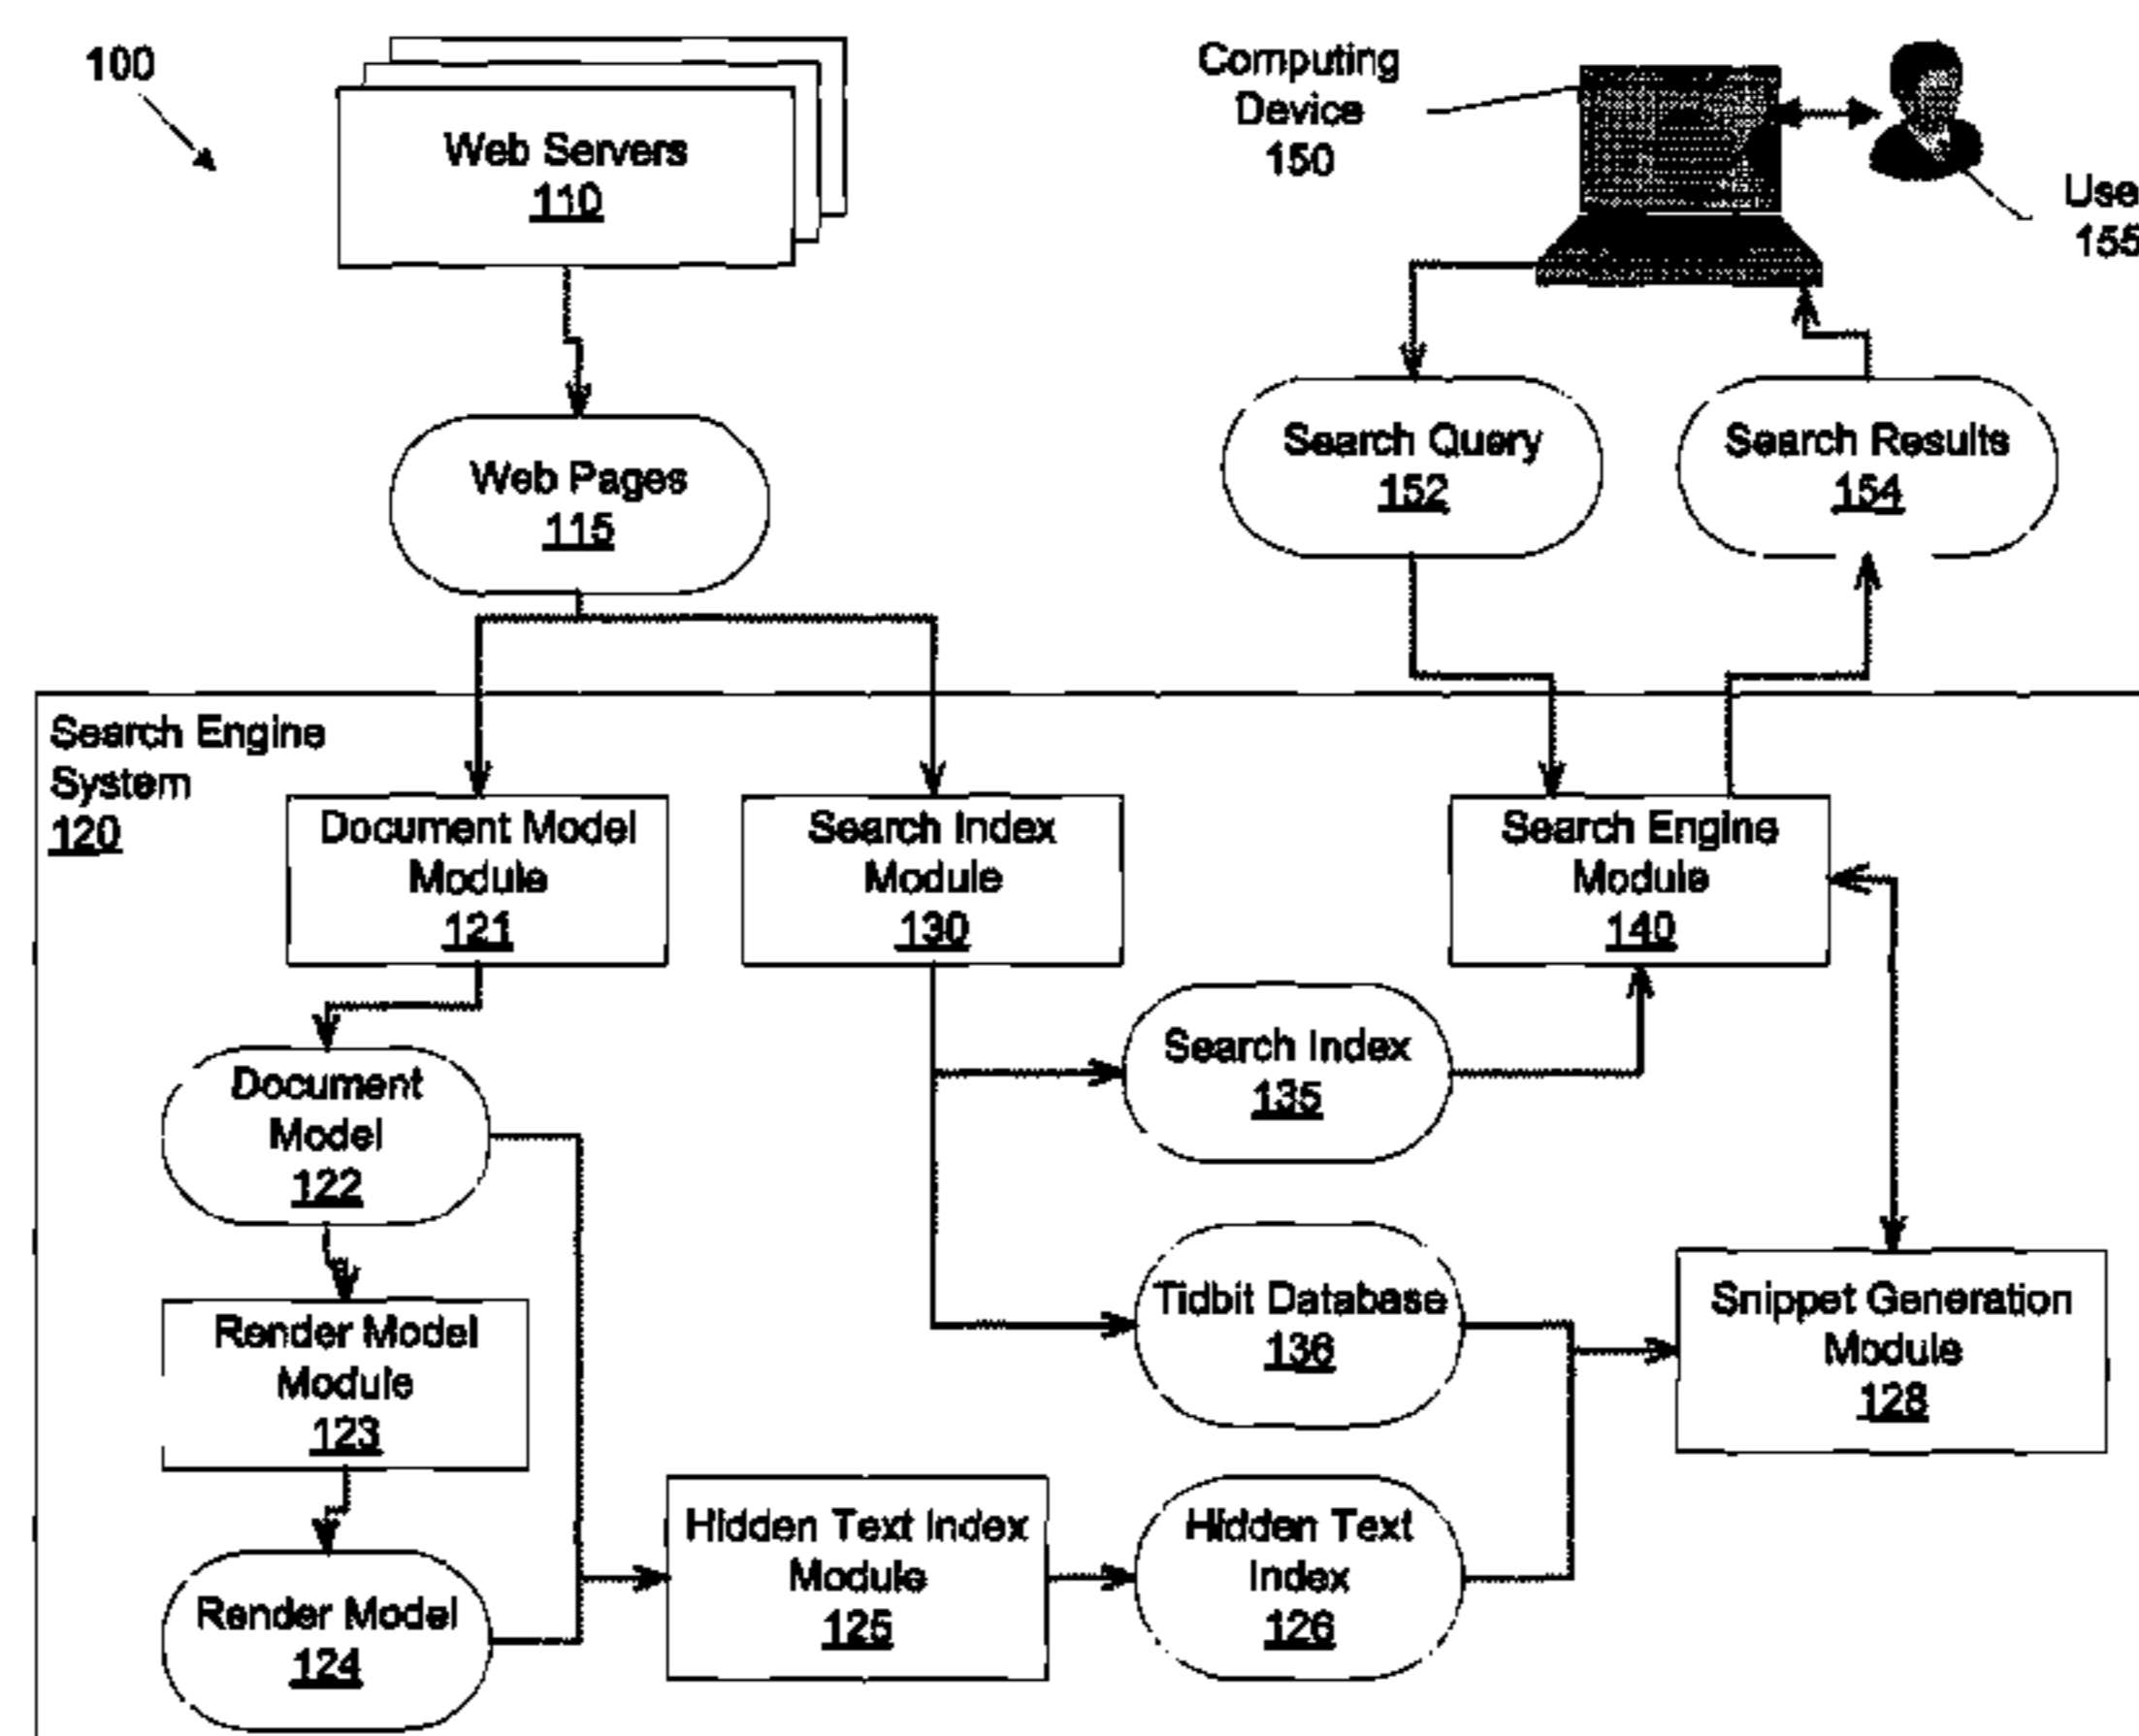 100
Web Servers
110
Computing
Device
150
Use
155
Web Pages
115
Search Query
152
Search Results
154
Search Engine
System
120
Document Model
Module
121
Search Index
Module
130
Search Engine
Module
140
Search Index
135
Document
Model
122
Tidbit Database
136
Snippet Generation
Module
128
Render Model
Module
123
Hidden Text Index
Module
125
Hidden Text
Index
126
Render Model
124